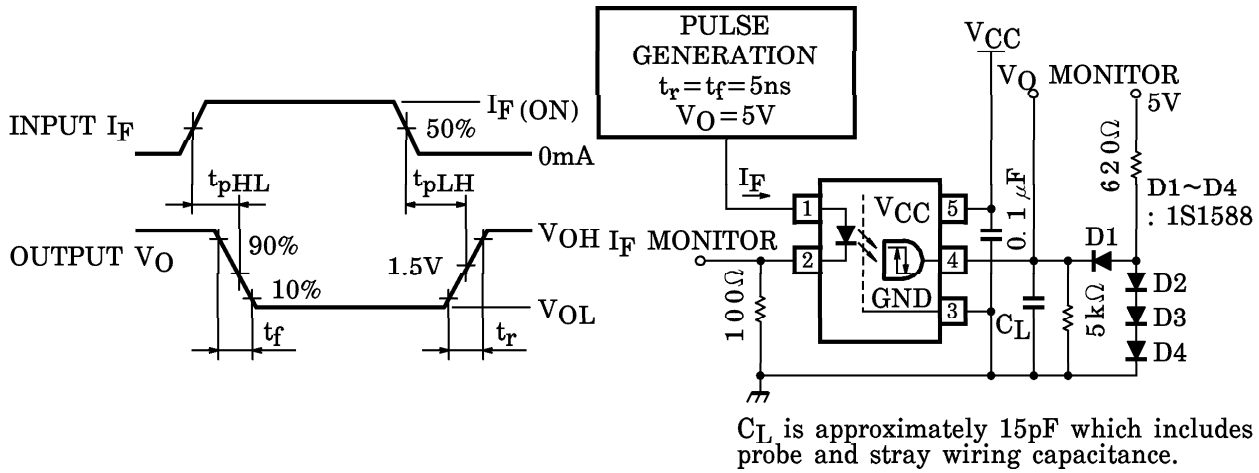 INPUT IF
IF (ON)
50%
0mA
tpHL
tpLH
OUTPUT VO
90%
10%
1.5V
VOH
VOL
tf
tr
PULSE
GENERATION
tr=tf=5ns
VO=5V
IF
IF MONITOR
100Ω
1
2
VCC
GND
5
4
3
VCC
0.1 μF
VO MONITOR
5V
620Ω
D1~D4
: 1S1588
D1
D2
D3
D4
CL
5kΩ
CL is approximately 15pF which includes
probe and stray wiring capacitance.